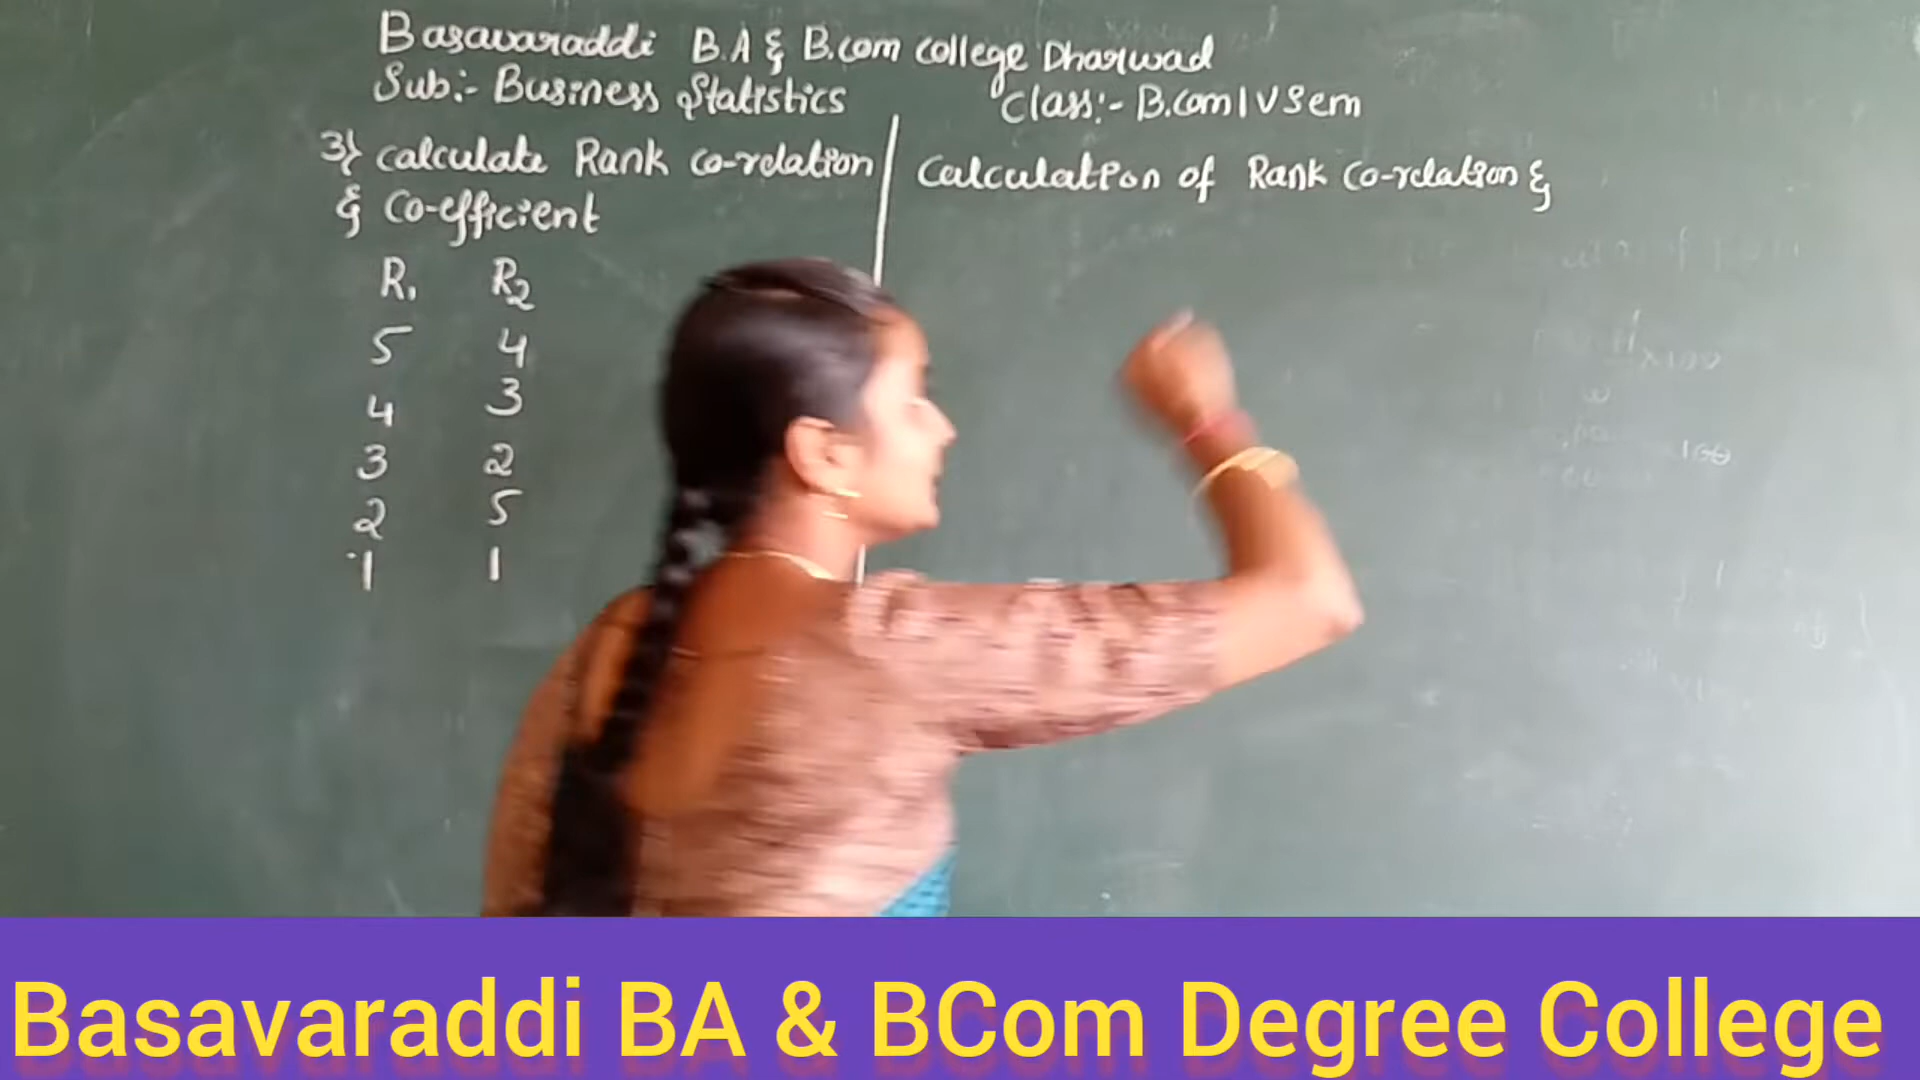 Basavaraddi B.A & B.com college Dharwad
Sub:- Business Statistics Class:- B.Com IV Sem
3} calculate Rank co-relation
& co-efficient
R1 R2
5 4
4 3
3 2
2 5
1 1
Calculation of Rank co-relation &
Basavaraddi BA & BCom Degree College